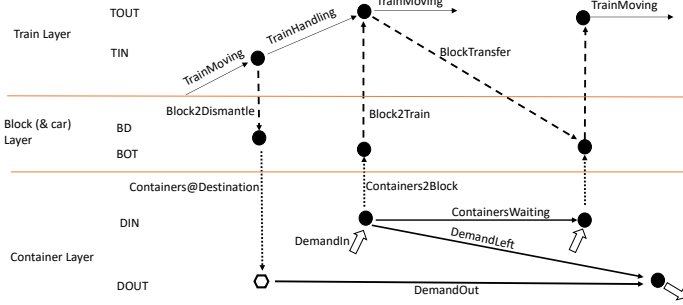 TOUT
TrainMoving
TrainMoving
Train Layer
TrainHandling
TIN
BlockTransfer
TrainMoving
Block2Dismantle
Block2Train
Block (& car)
Layer
BD
BOT
Containers@Destination
Containers2Block
ContainersWaiting
DIN
DemandIn
DemandLeft
Container Layer
DOUT
DemandOut